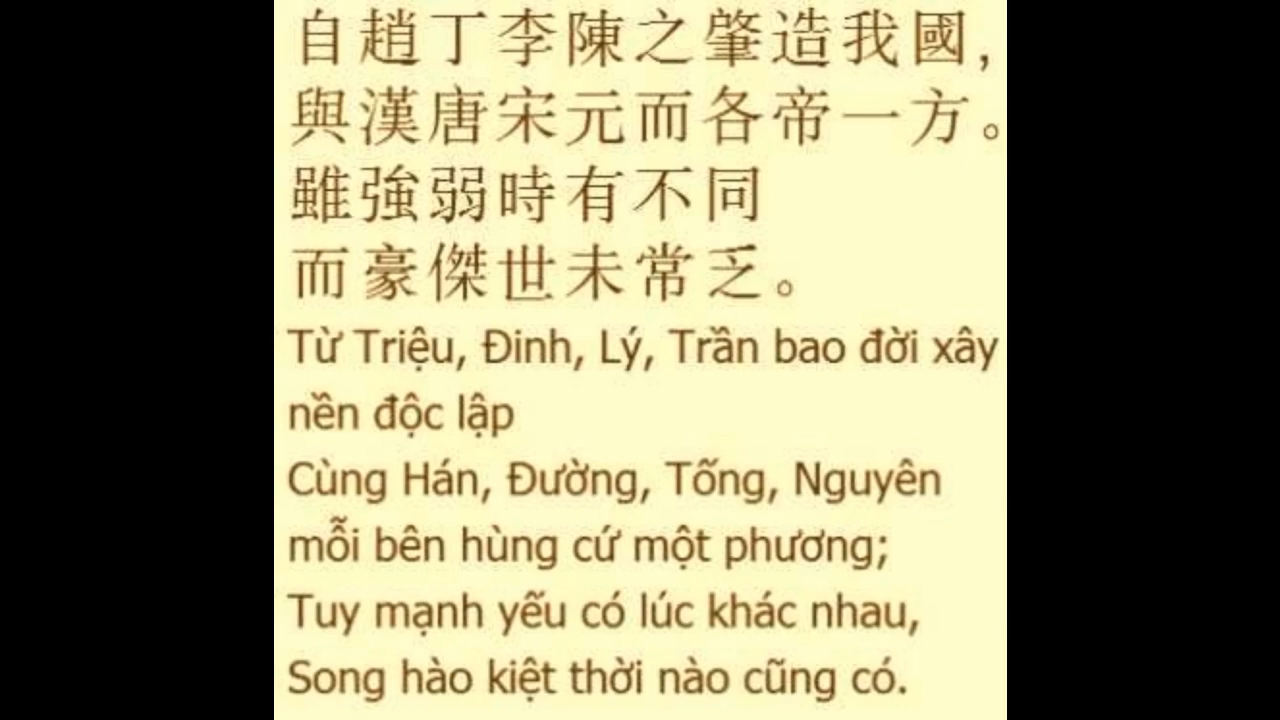 自趙丁李陳之肇造我國，
與漢唐宋元而各帝一方。
雖強弱時有不同
而豪傑世未常乏。
Từ Triệu, Đinh, Lý, Trần bao đời xây
nền độc lập
Cùng Hán, Đường, Tống, Nguyên
mỗi bên hùng cứ một phương;
Tuy mạnh yếu có lúc khác nhau,
Song hào kiệt thời nào cũng có.